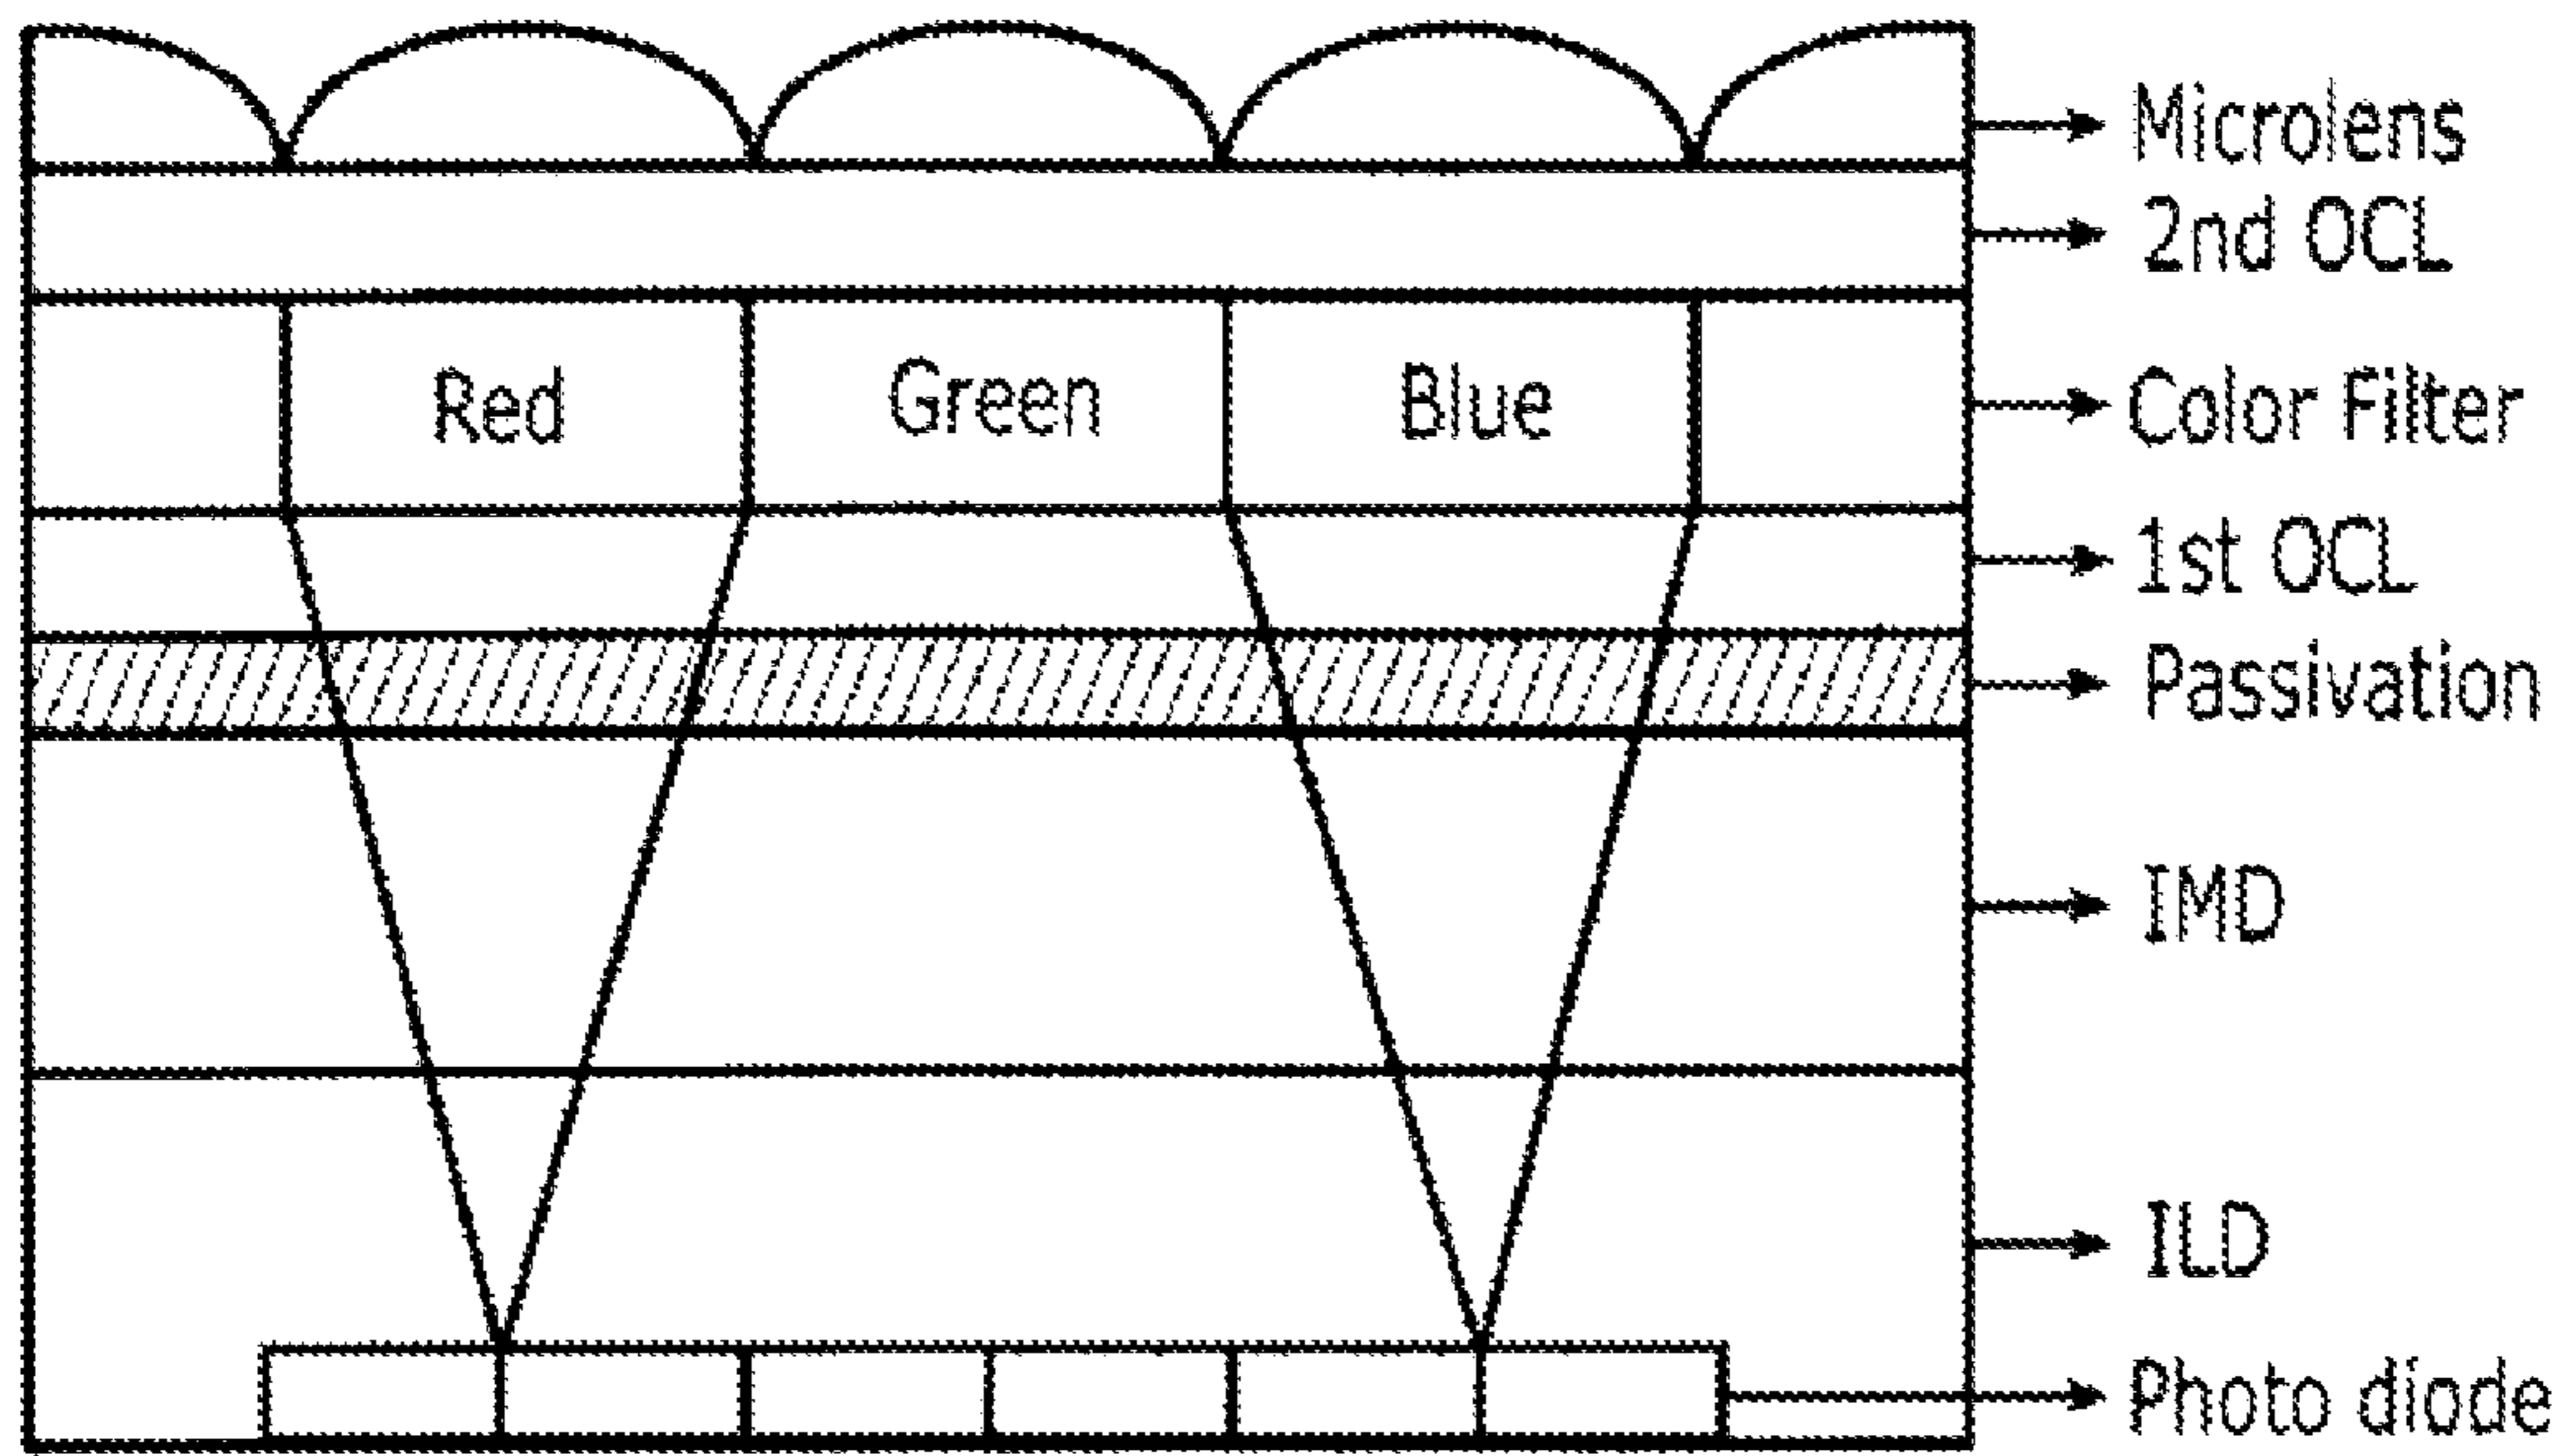 Microlens
2nd OCL
Red Green Blue Color Filter
1st OCL
Passivation
IMD
ILD
Photo diode